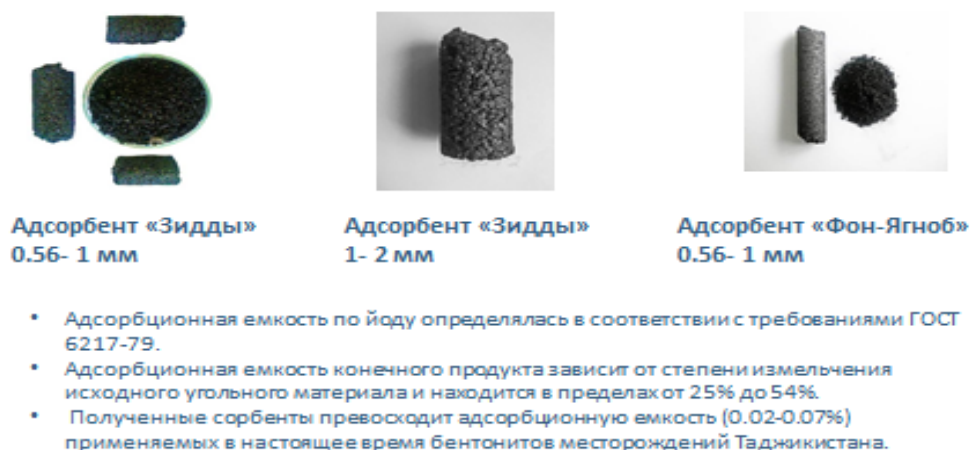 Адсорбент «Зидды»
0.56- 1 мм
Адсорбент «Зидды»
1- 2 мм
Адсорбент «Фон-Ягноб»
0.56- 1 мм
• Адсорбционная емкость по йоду определялась в соответствии с требованиями ГОСТ
6217-79.
• Адсорбционная емкость конечного продукта зависит от степени измельчения
исходного угольного материала и находится в пределах от 25% до 54%.
• Полученные сорбенты превосходит адсорбционную емкость (0.02-0.07%)
применяемых в настоящее время бентонитов месторождений Таджикистана.